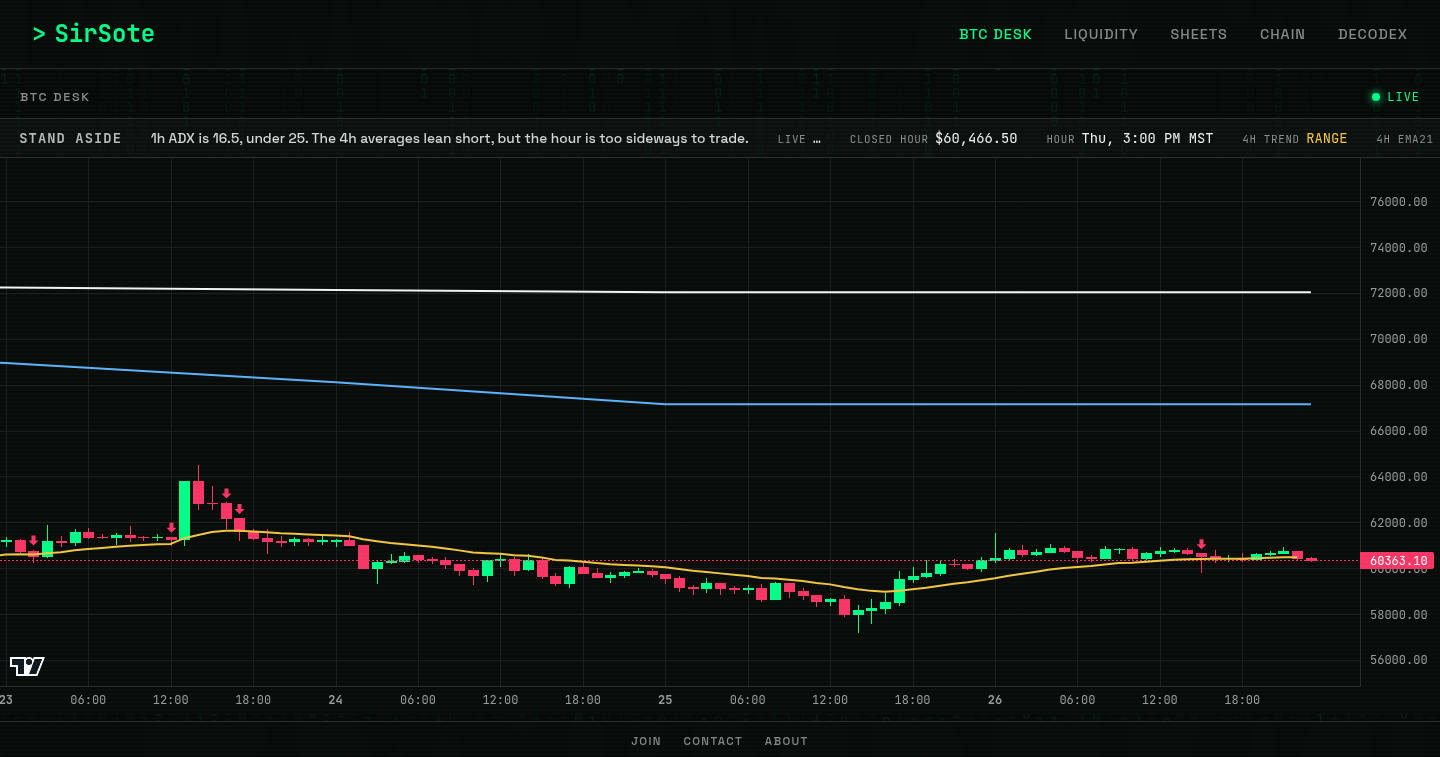 > SirSote
BTC DESK LIQUIDITY SHEETS CHAIN DECODEX
BTC DESK
LIVE
STAND ASIDE 1h ADX is 16.5, under 25. The 4h averages lean short, but the hour is too sideways to trade. LIVE … CLOSED HOUR $60,466.50 HOUR Thu, 3:00 PM MST 4H TREND RANGE 4H EMA21
76000.00
74000.00
72000.00
70000.00
68000.00
66000.00
64000.00
62000.00
60363.10
60000.00
58000.00
56000.00
23 06:00 12:00 18:00 24 06:00 12:00 18:00 25 06:00 12:00 18:00 26 06:00 12:00 18:00
JOIN CONTACT ABOUT